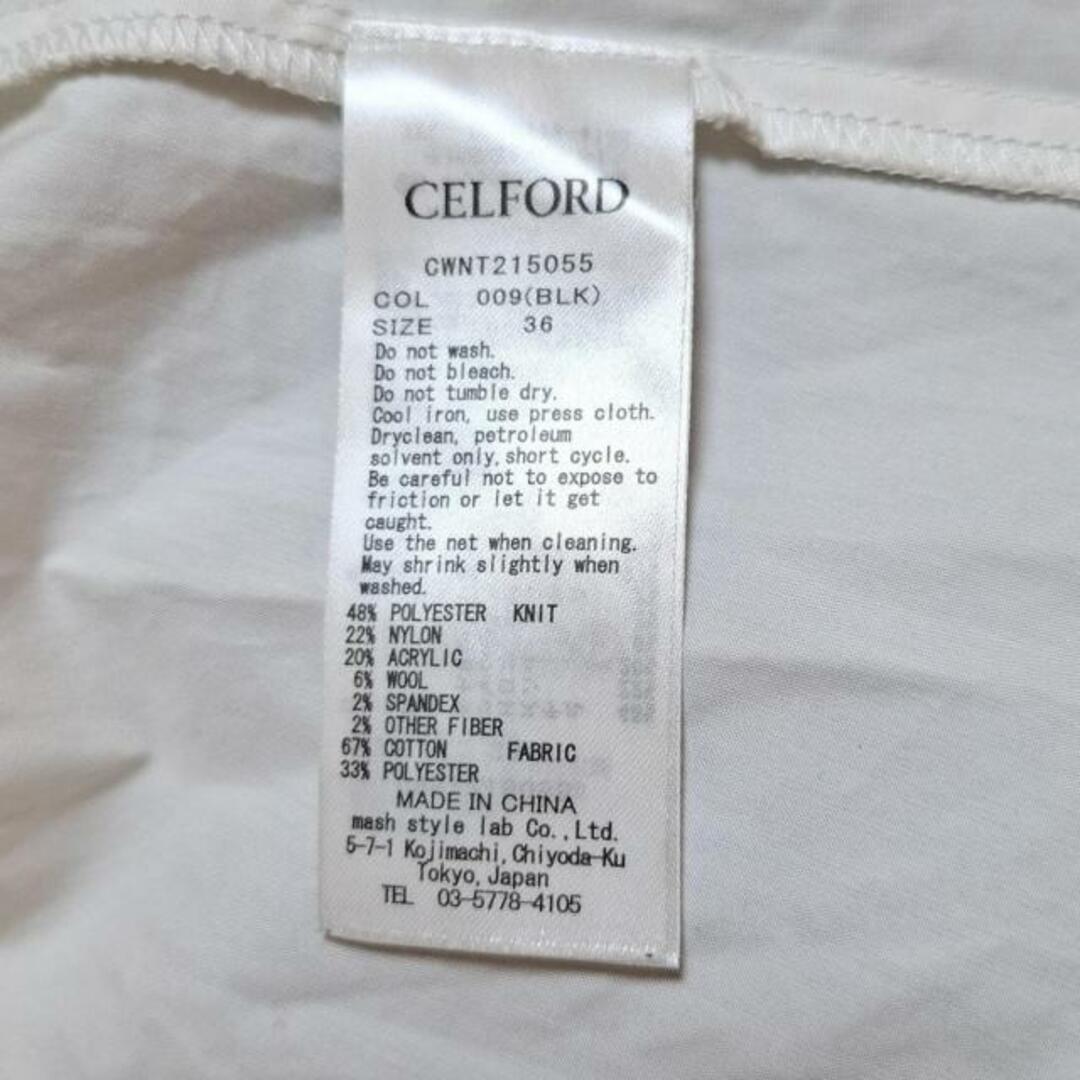 CELFORD
CWNT215055
COL 009(BLK)
SIZE 36
Do not wash.
Do not bleach.
Do not tumble dry.
Cool iron, use press cloth.
Dryclean, petroleum
solvent only, short cycle.
Be careful not to expose to
friction or let it get
caught.
Use the net when cleaning.
May shrink slightly when
washed.
48% POLYESTER KNIT
22% NYLON
20% ACRYLIC
6% WOOL
2% SPANDEX
2% OTHER FIBER
67% COTTON FABRIC
33% POLYESTER
MADE IN CHINA
mash style lab Co.,Ltd.
5-7-1 Kojimachi, Chiyoda-Ku
Tokyo, Japan
TEL 03-5778-4105